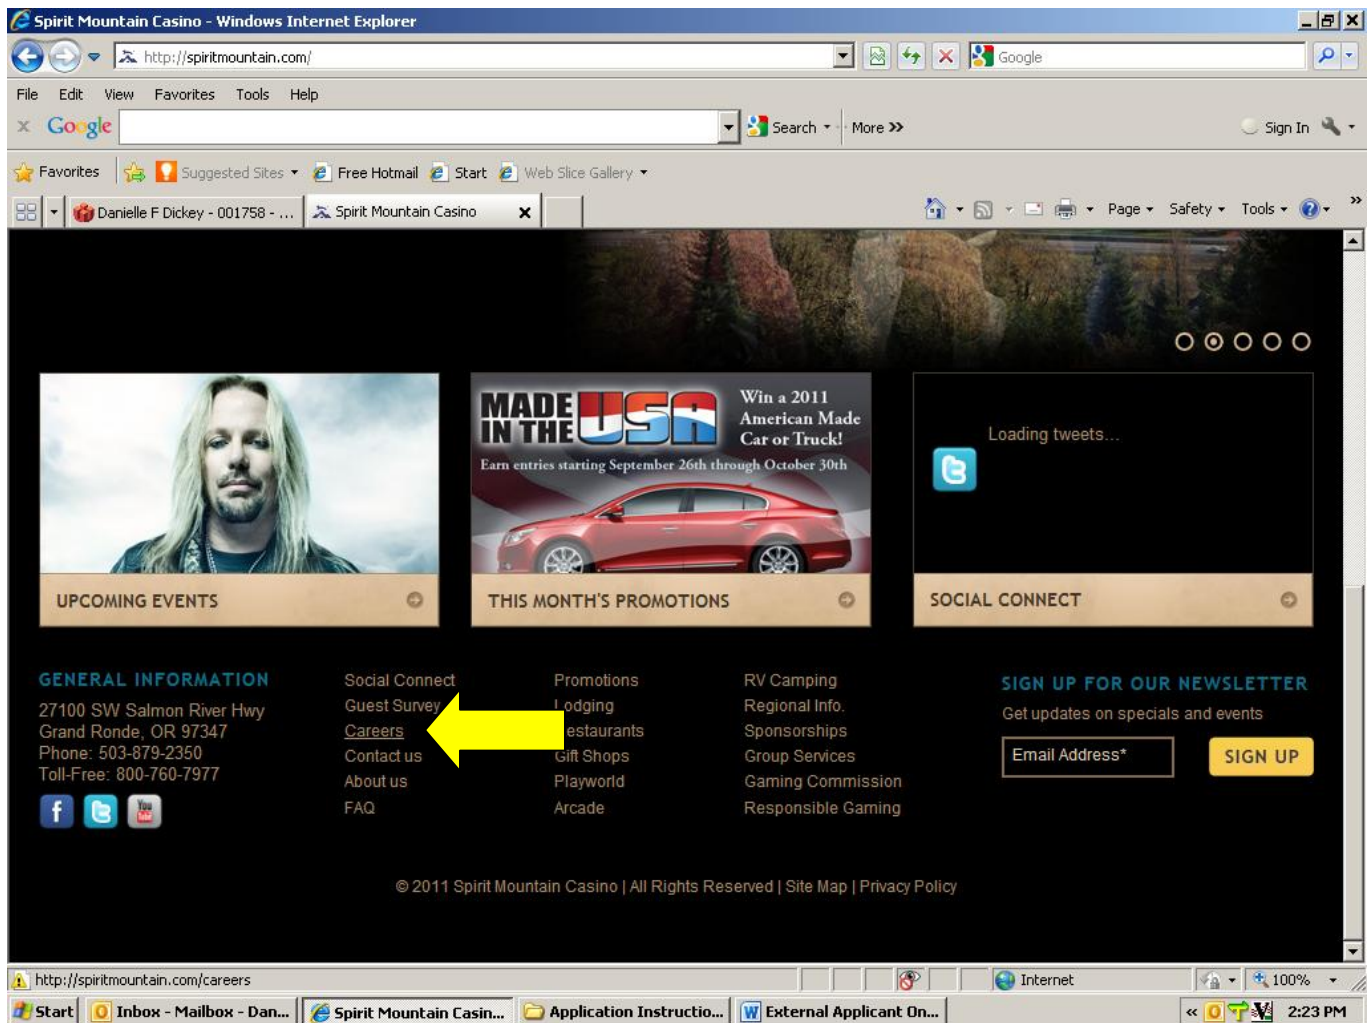 Spirit Mountain Casino - Windows Internet Explorer
http://spiritmountain.com/
Google
File Edit View Favorites Tools Help
x Google Search More >> Sign In
Favorites Suggested Sites Free Hotmail Start Web Slice Gallery
Danielle F Dickey - 001758 - ... Spirit Mountain Casino Page Safety Tools >>
MADE IN THE USA
Win a 2011
American Made
Car or Truck!
Earn entries starting September 26th through October 30th
Loading tweets...
UPCOMING EVENTS
THIS MONTH'S PROMOTIONS
SOCIAL CONNECT
GENERAL INFORMATION
27100 SW Salmon River Hwy
Grand Ronde, OR 97347
Phone: 503-879-2350
Toll-Free: 800-760-7977
f You Tube
Social Connect
Guest Survey
Careers
Contact us
About us
FAQ
Promotions
Lodging
estaurants
Gift Shops
Playworld
Arcade
RV Camping
Regional Info.
Sponsorships
Group Services
Gaming Commission
Responsible Gaming
SIGN UP FOR OUR NEWSLETTER
Get updates on specials and events
Email Address*
SIGN UP
© 2011 Spirit Mountain Casino | All Rights Reserved | Site Map | Privacy Policy
http://spiritmountain.com/careers Internet 100%
Start Inbox - Mailbox - Dan... Spirit Mountain Casin... Application Instructio... External Applicant On... « 2:23 PM